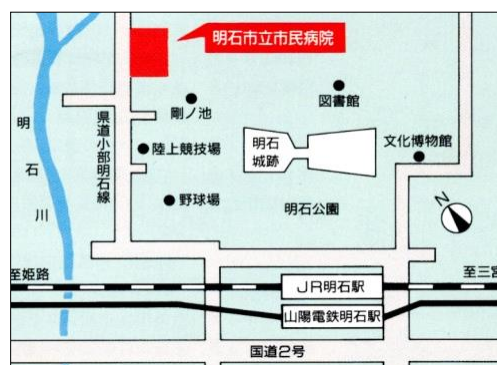 明石市立市民病院
剛ノ池
図書館
県道小部明石線
陸上競技場
明石
城跡
文化博物館
明石川
野球場
明石公園
N
至姫路
JR明石駅
至三宮
山陽電鉄明石駅
国道2号